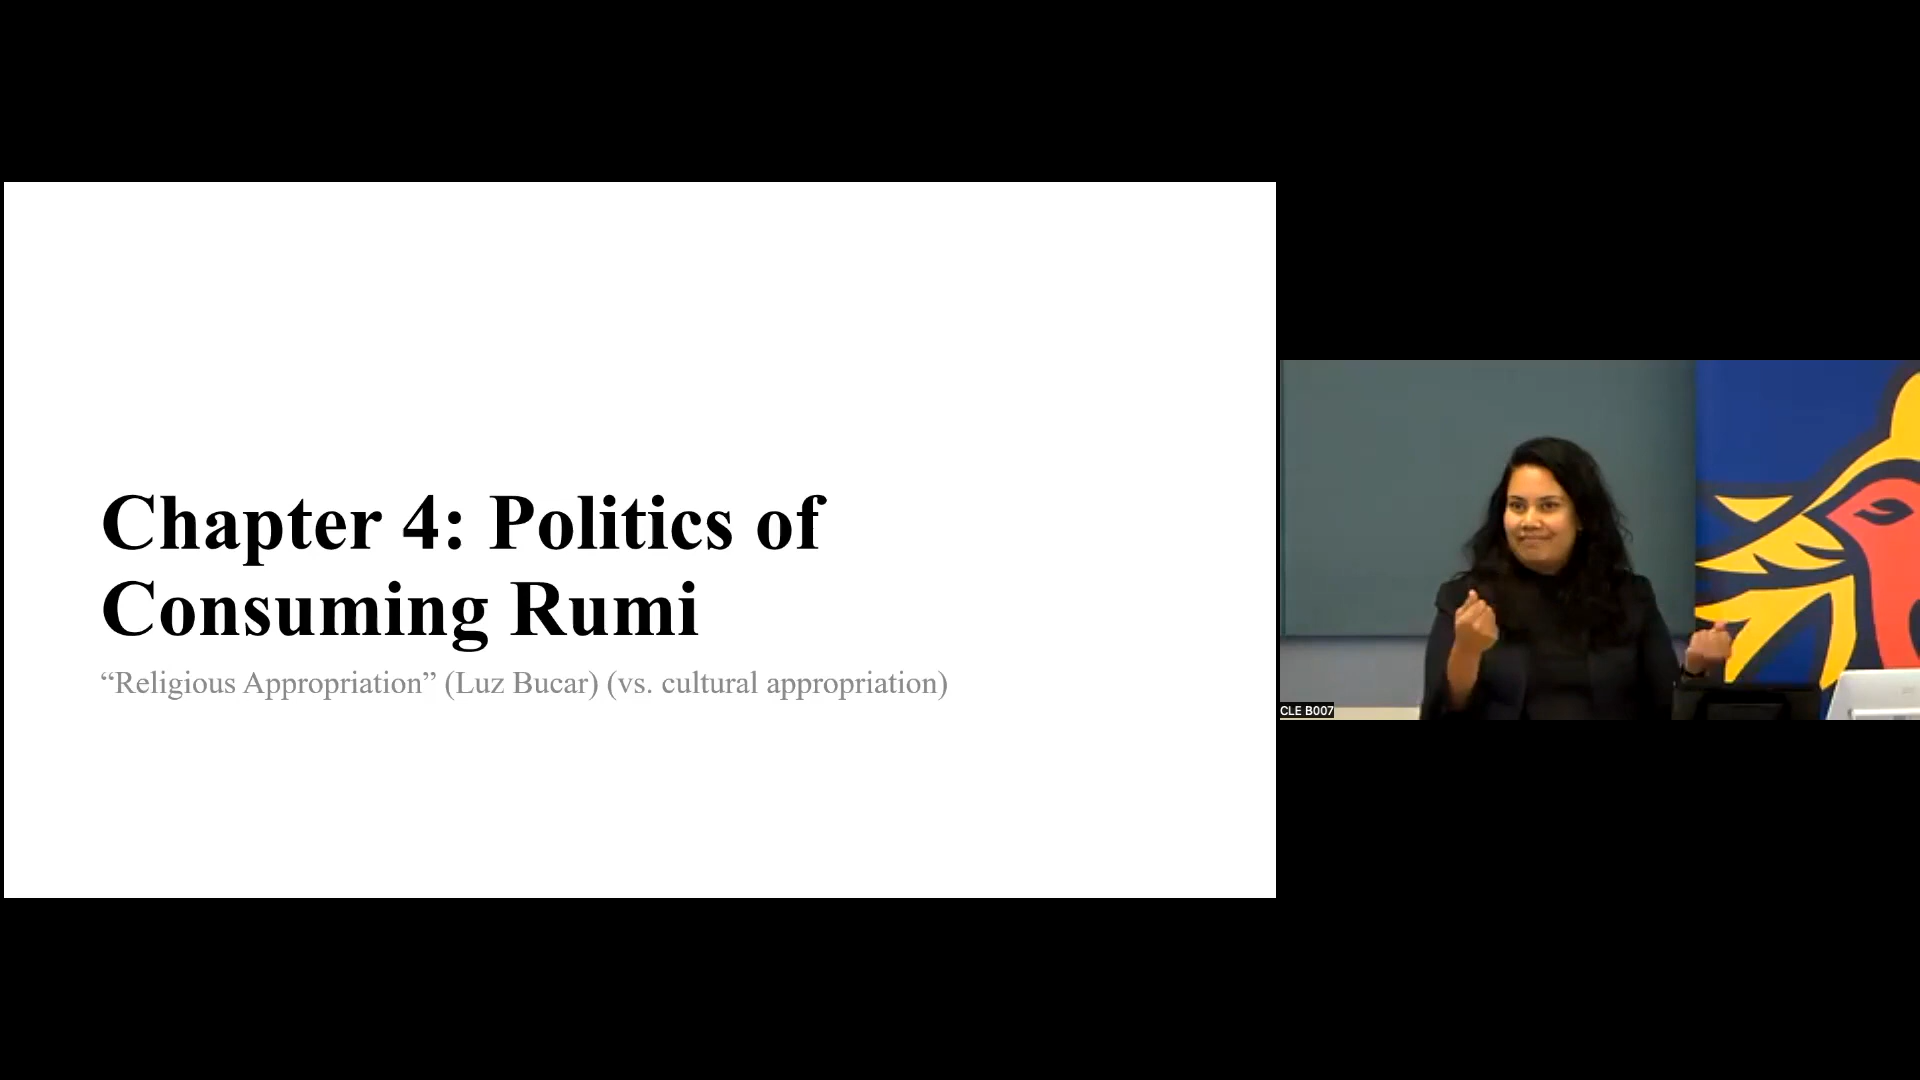 Chapter 4: Politics of
Consuming Rumi
“Religious Appropriation” (Luz Bucar) (vs. cultural appropriation)
CLE B007